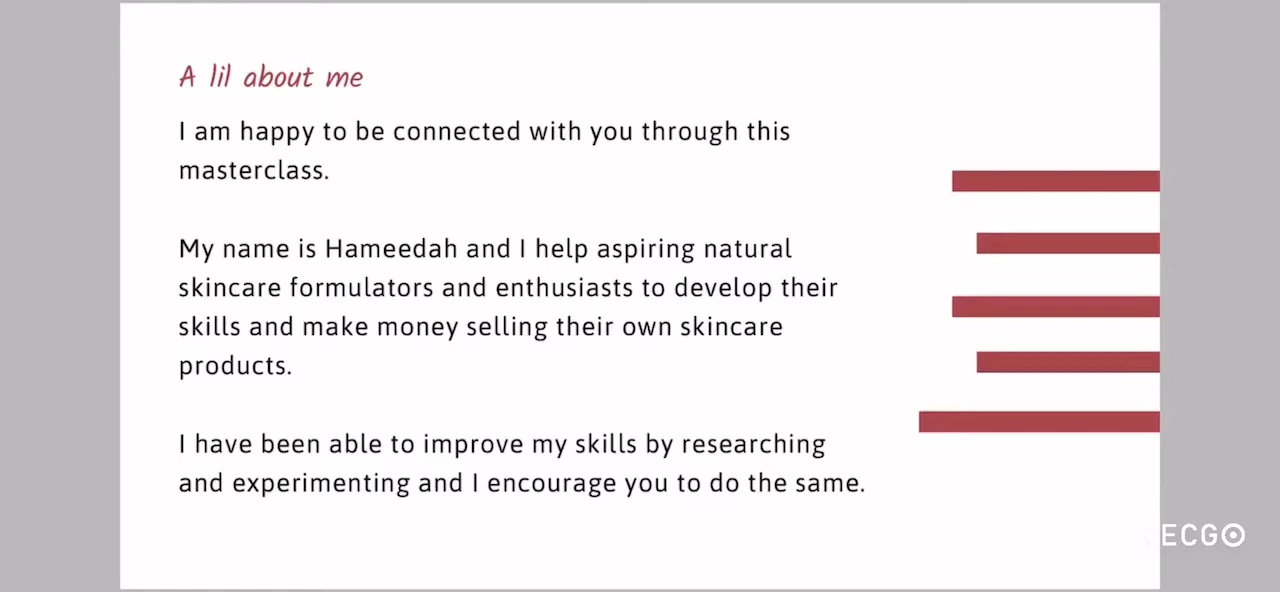 A lil about me
I am happy to be connected with you through this
masterclass.
My name is Hameedah and I help aspiring natural
skincare formulators and enthusiasts to develop their
skills and make money selling their own skincare
products.
I have been able to improve my skills by researching
and experimenting and I encourage you to do the same.
ECGO